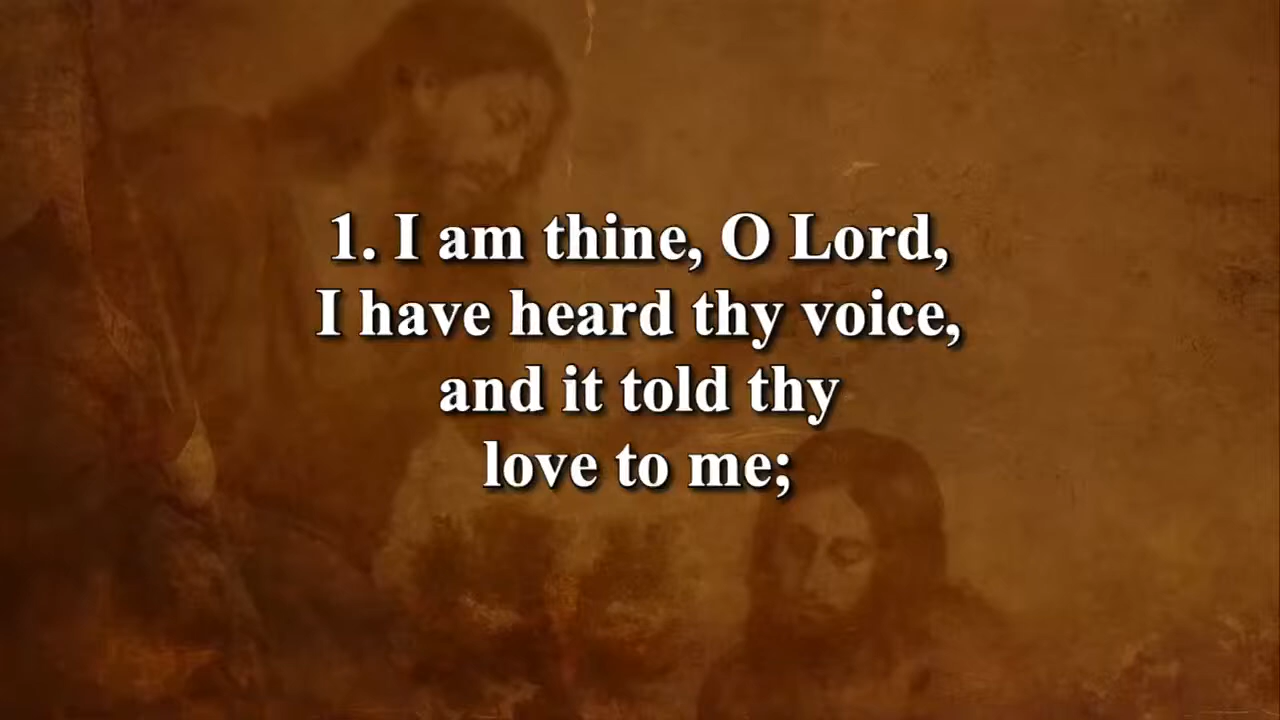 1. I am thine, O Lord,
I have heard thy voice,
and it told thy
love to me;